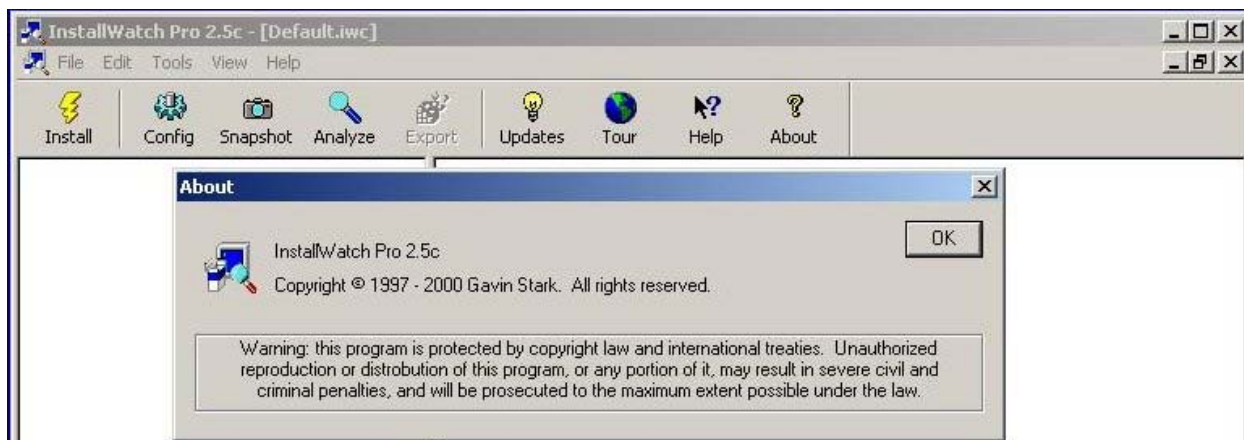 InstallWatch Pro 2.5c - [Default.iwc]
File Edit Tools View Help
Install Config Snapshot Analyze Export Updates Tour Help About
About
OK
InstallWatch Pro 2.5c
Copyright © 1997 - 2000 Gavin Stark. All rights reserved.
Warning: this program is protected by copyright law and international treaties. Unauthorized
reproduction or distrobution of this program, or any portion of it, may result in severe civil and
criminal penalties, and will be prosecuted to the maximum extent possible under the law.